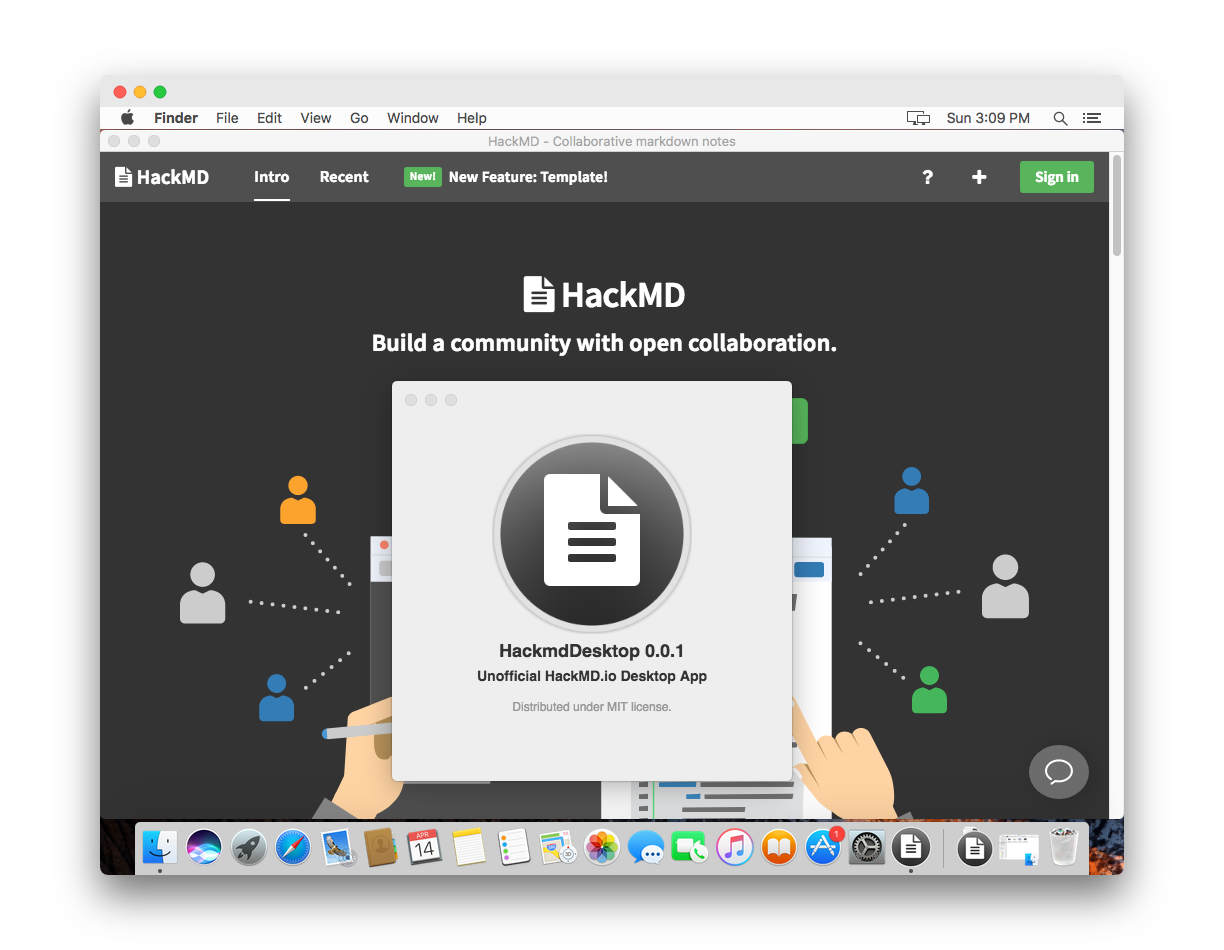 Finder File Edit View Go Window Help Sun 3:09 PM
HackMD - Collaborative markdown notes
HackMD Intro Recent New! New Feature: Template! ? + Sign in
HackMD
Build a community with open collaboration.
HackmdDesktop 0.0.1
Unofficial HackMD.io Desktop App
Distributed under MIT license.
APR
14
1